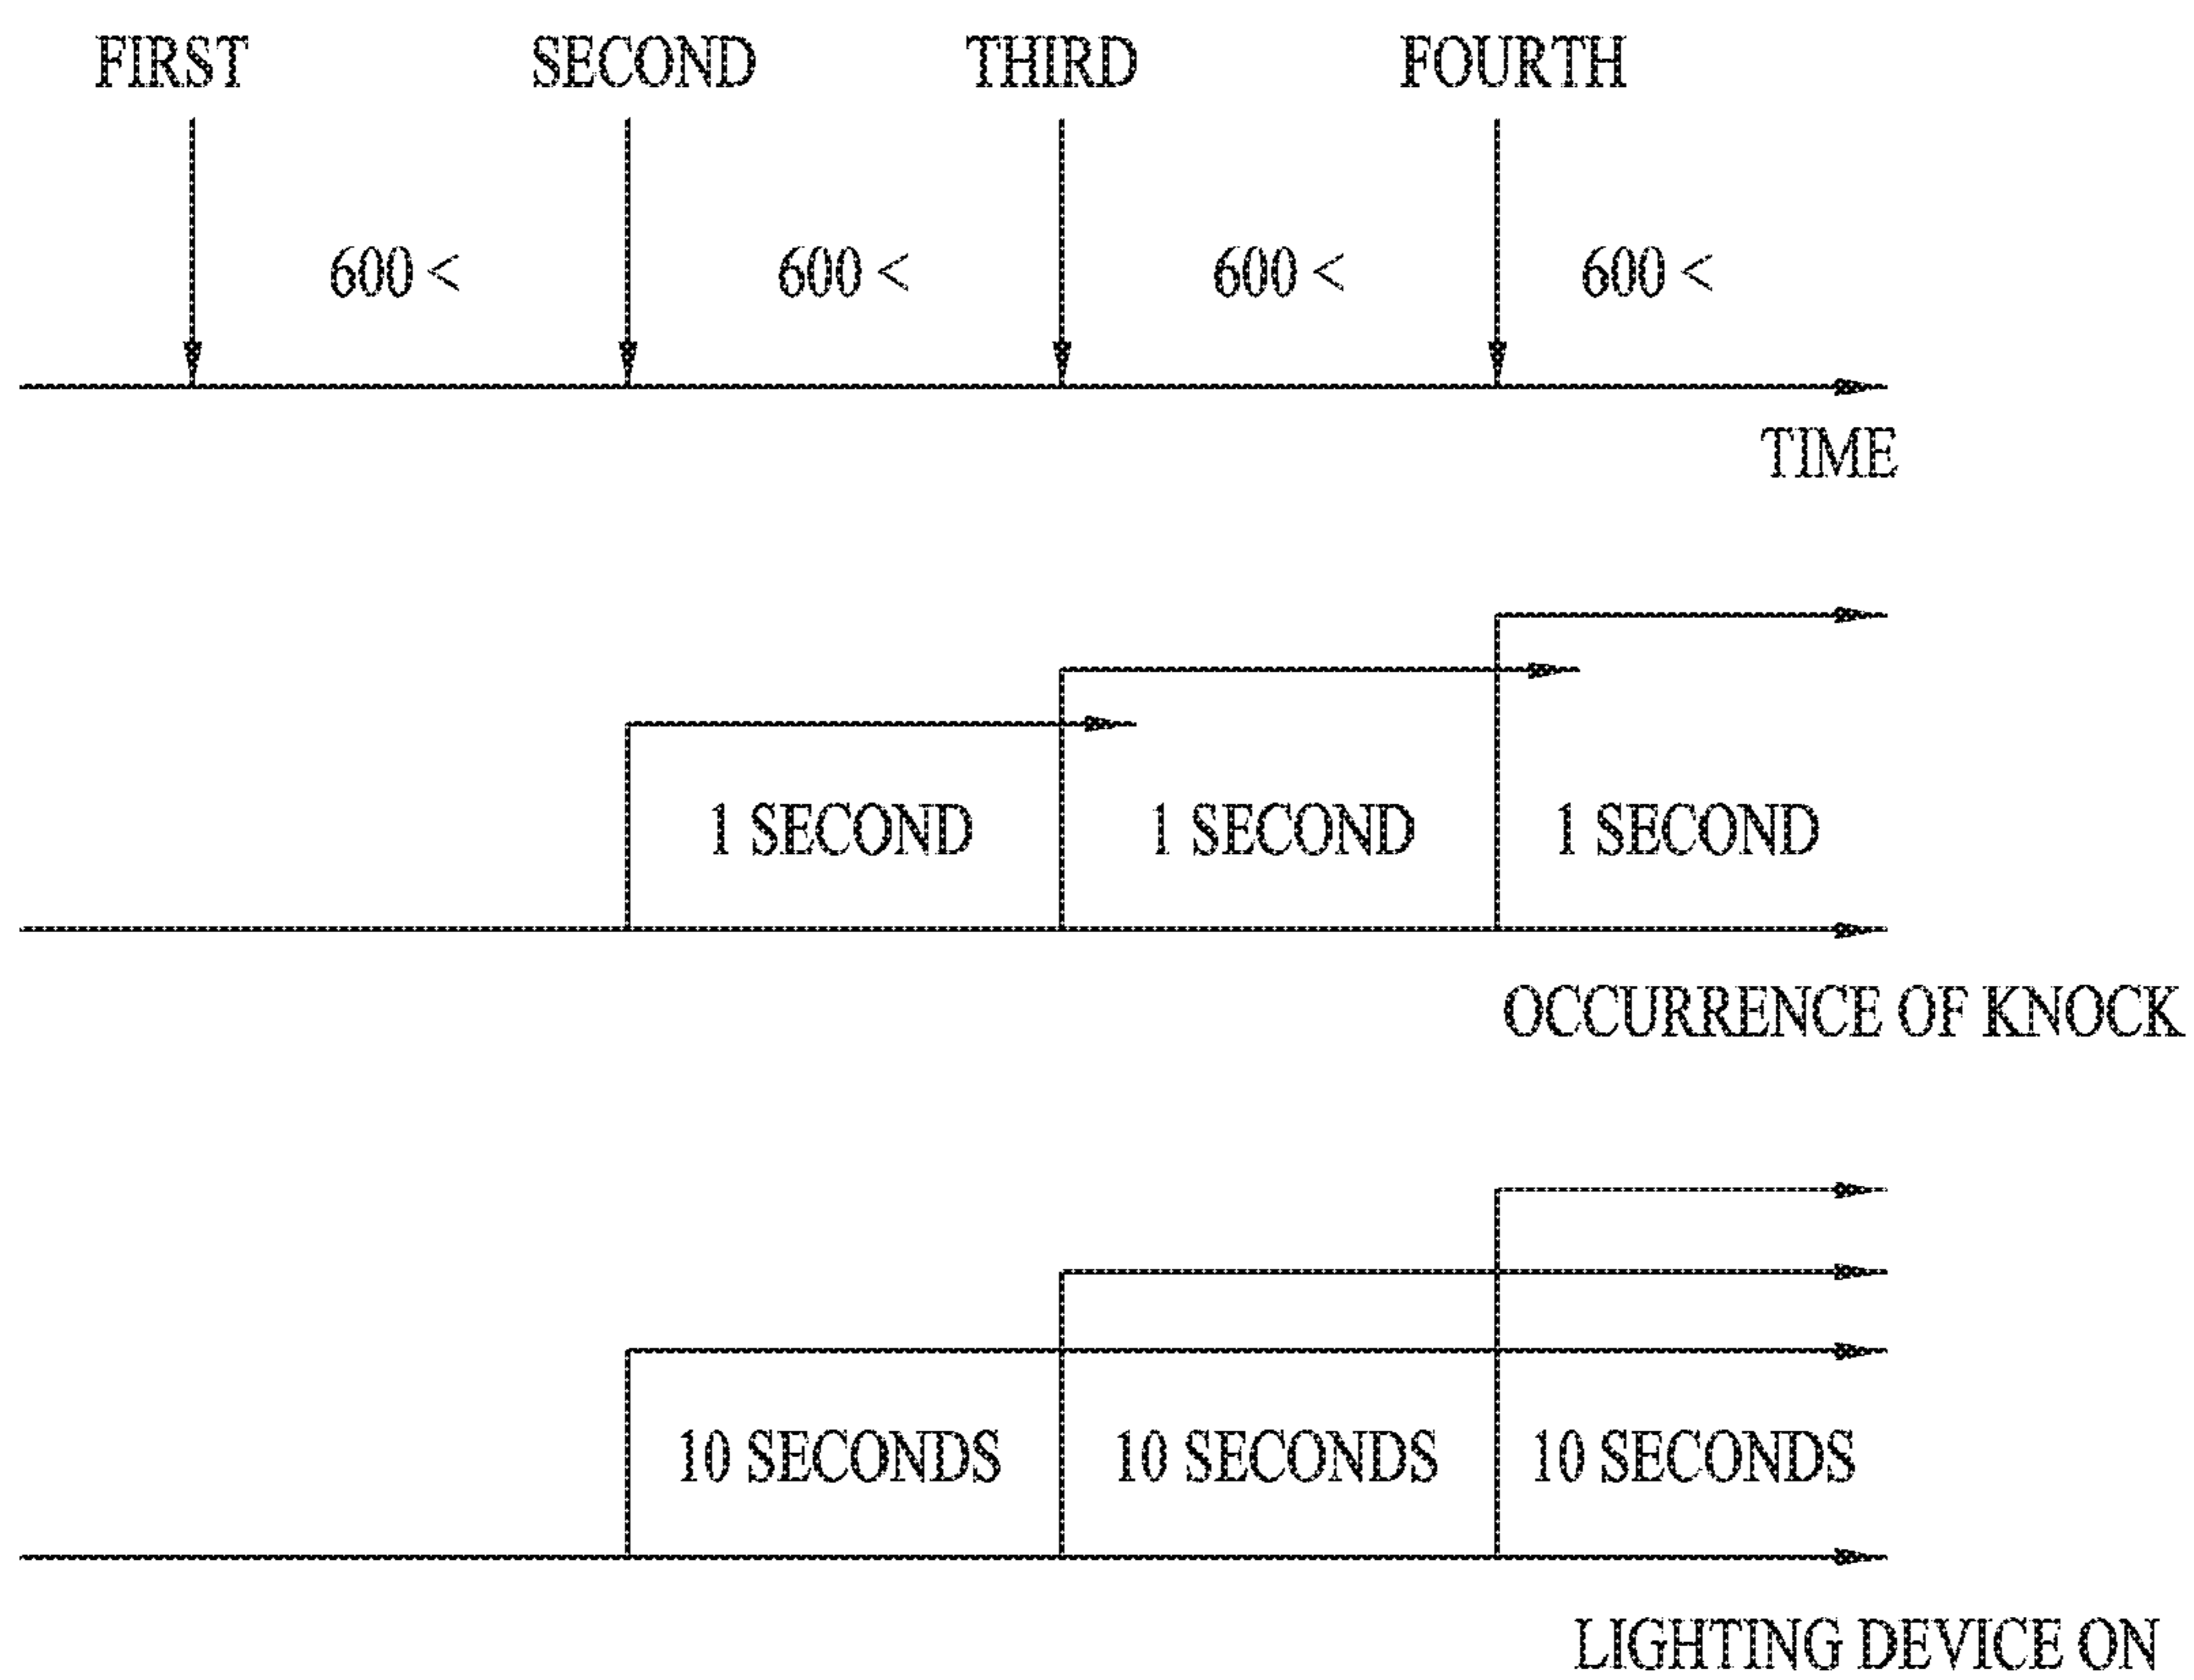 FIRST SECOND THIRD FOURTH
600 < 600 < 600 < 600 <
TIME
1 SECOND 1 SECOND 1 SECOND
OCCURRENCE OF KNOCK
10 SECONDS 10 SECONDS 10 SECONDS
LIGHTING DEVICE ON